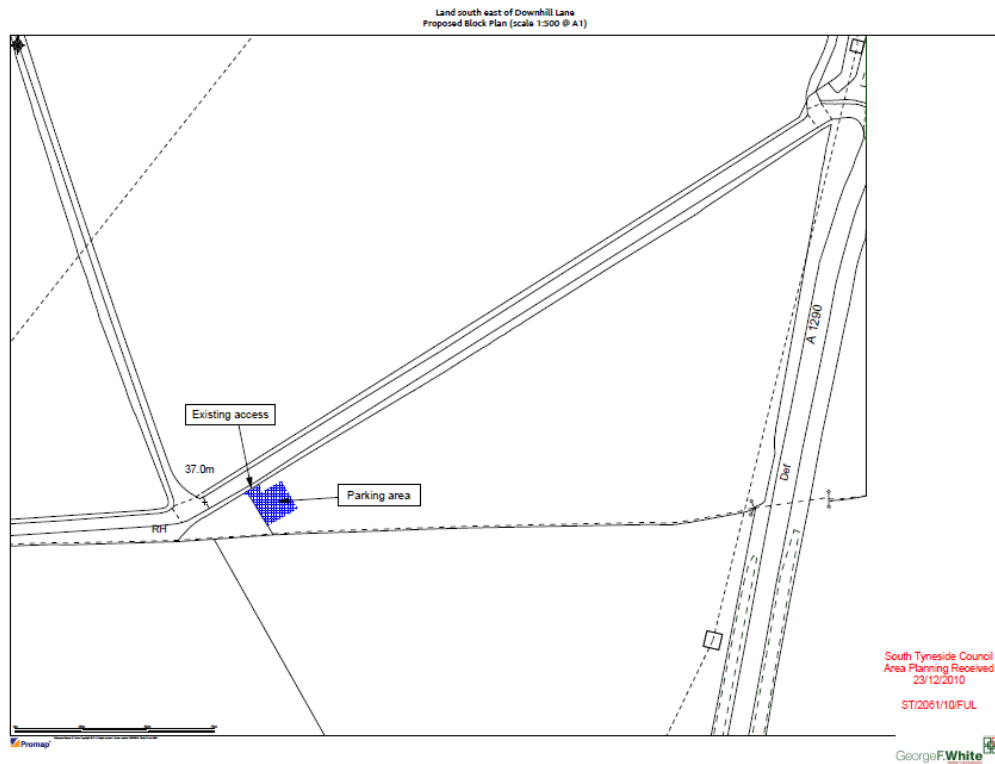 Land south east of Downhill Lane
Proposed Block Plan (scale 1:500 @ A1)
A 1290
Existing access
37.0m
Parking area
Def
RH
South Tyneside Council
Area Planning Received
23/12/2010
ST/2061/10/FUL
Promap
GeorgeF.White